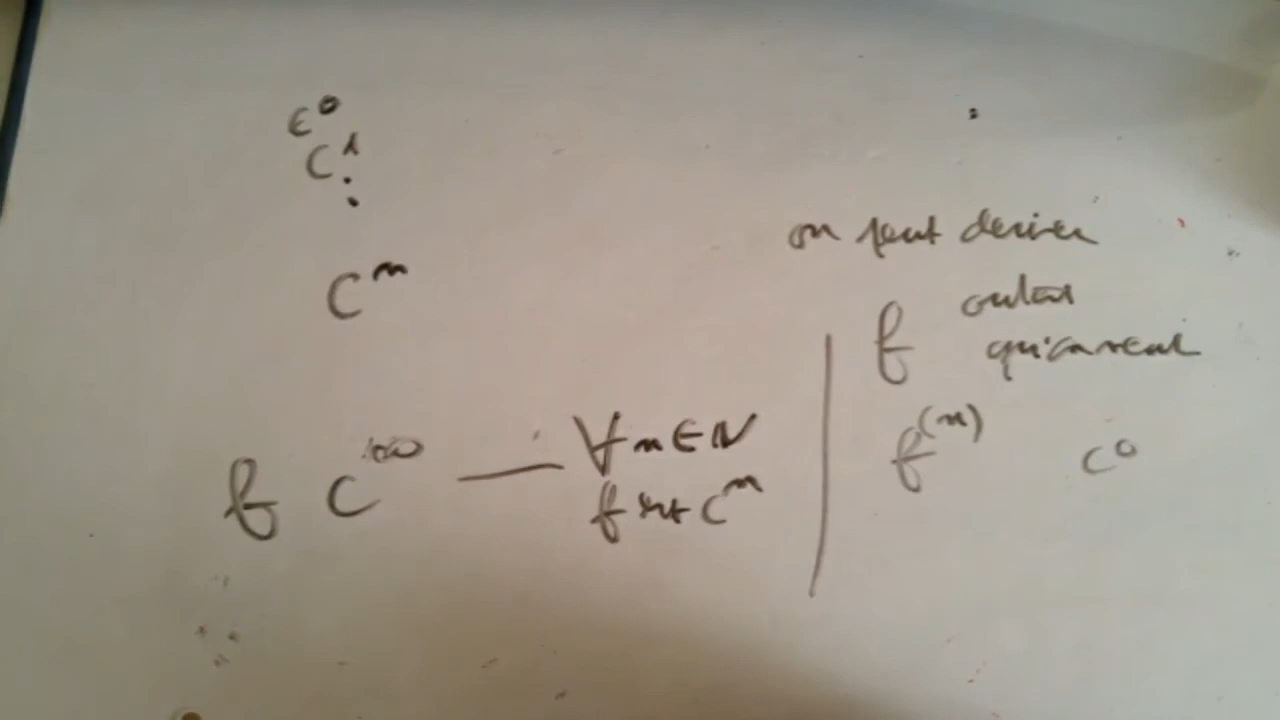 C⁰
C¹
:
Cⁿ
on peut deriver
f autant
qu'on veut
f C^∞ — ∀n∈ℕ
f est Cⁿ
f⁽ⁿ⁾ C⁰